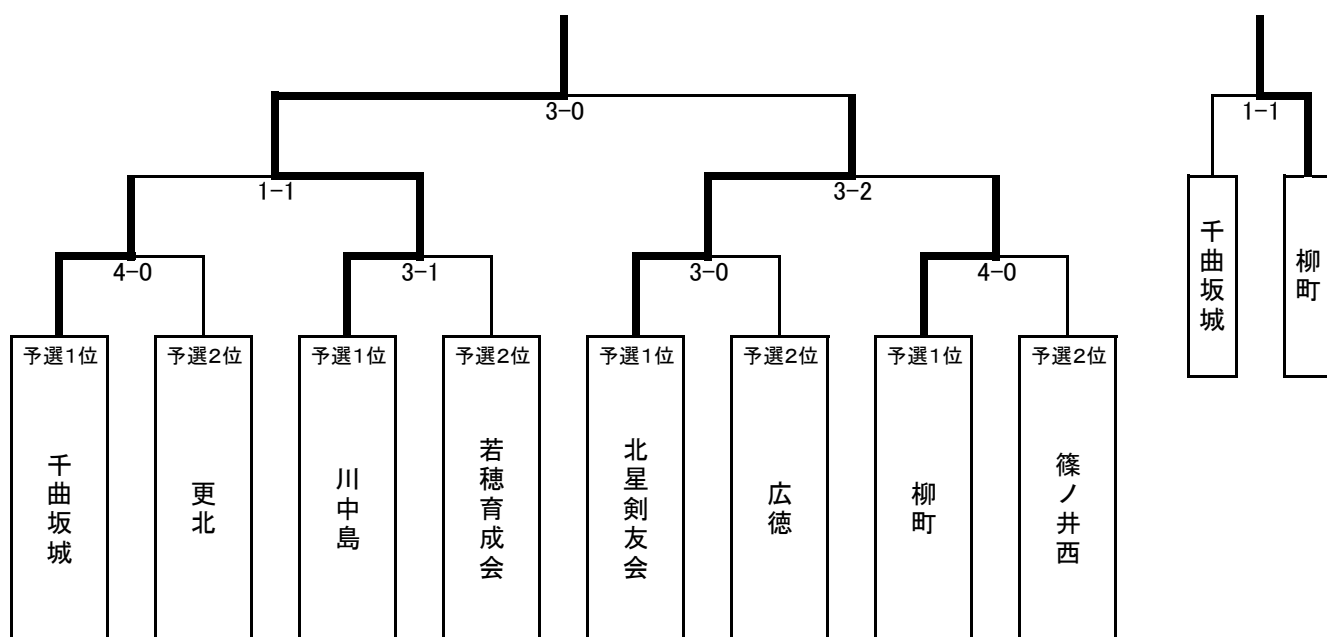 3-0
1-1
1-1
3-2
4-0
3-1
3-0
4-0
千曲坂城
柳町
予選1位
予選2位
予選1位
予選2位
予選1位
予選2位
予選1位
予選2位
千曲坂城
更北
川中島
若穂育成会
北星剣友会
広徳
柳町
篠ノ井西